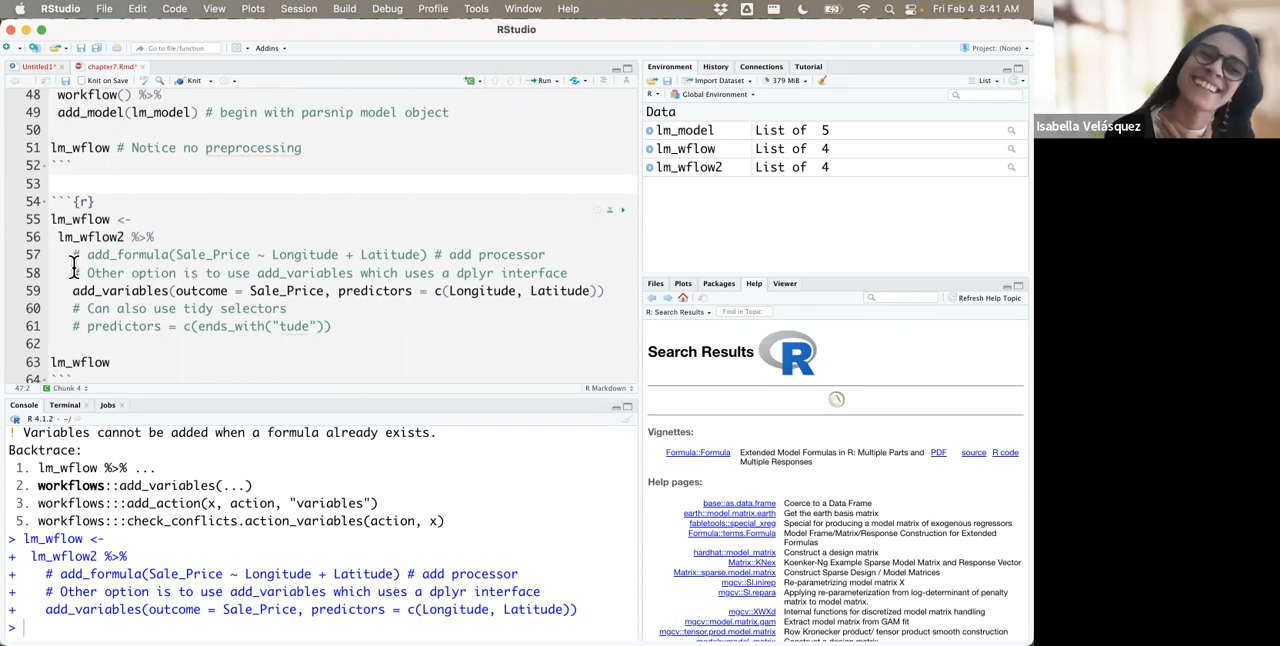 RStudio File Edit Code View Plots Session Build Debug Profile Tools Window Help Fri Feb 4 8:41 AM
RStudio
Go to file/function Addins Project: (None)
Untitled1* × chapter7.Rmd* ×
Knit on Save Knit Run
48 workflow() %>%
49 add_model(lm_model) # begin with parsnip model object
50
51 lm_wflow # Notice no preprocessing
52 ```
53
54 ```{r}
55 lm_wflow <-
56 lm_wflow2 %>%
57 # add_formula(Sale_Price ~ Longitude + Latitude) # add processor
58 # Other option is to use add_variables which uses a dplyr interface
59 add_variables(outcome = Sale_Price, predictors = c(Longitude, Latitude))
60 # Can also use tidy selectors
61 # predictors = c(ends_with("tude"))
62
63 lm_wflow
64 ```
47:2 Chunk 4 R Markdown
Console Terminal × Jobs ×
R 4.1.2 · ~/
! Variables cannot be added when a formula already exists.
Backtrace:
1. lm_wflow %>% ...
2. workflows::add_variables(...)
3. workflows:::add_action(x, action, "variables")
5. workflows:::check_conflicts.action_variables(action, x)
> lm_wflow <-
+ lm_wflow2 %>%
+ # add_formula(Sale_Price ~ Longitude + Latitude) # add processor
+ # Other option is to use add_variables which uses a dplyr interface
+ add_variables(outcome = Sale_Price, predictors = c(Longitude, Latitude))
>
Environment History Connections Tutorial
Import Dataset 379 MiB List
R Global Environment
Data
lm_model List of 5
lm_wflow List of 4
lm_wflow2 List of 4
Files Plots Packages Help Viewer
Refresh Help Topic
R: Search Results Find in Topic
Search Results R
Vignettes:
Formula::Formula Extended Model Formulas in R: Multiple Parts and Multiple Responses PDF source R code
Help pages:
base::as.data.frame Coerce to a Data Frame
earth::model.matrix.earth Get the earth basis matrix
fabletools::special_xreg Special for producing a model matrix of exogenous regressors
Formula::terms.Formula Model Frame/Matrix/Response Construction for Extended Formulas
hardhat::model_matrix Construct a design matrix
Matrix::KNex Koenker-Ng Example Sparse Model Matrix and Response Vector
Matrix::sparse.model.matrix Construct Sparse Design / Model Matrices
mgcv::Sl.inirep Re-parametrizing model matrix X
mgcv::Sl.repara Applying re-parameterization from log-determinant of penalty matrix to model matrix.
mgcv::XWXd Internal functions for discretized model matrix handling
mgcv::model.matrix.gam Extract model matrix from GAM fit
mgcv::tensor.prod.model.matrix Row Kronecker product/ tensor product smooth construction
Isabella Velásquez